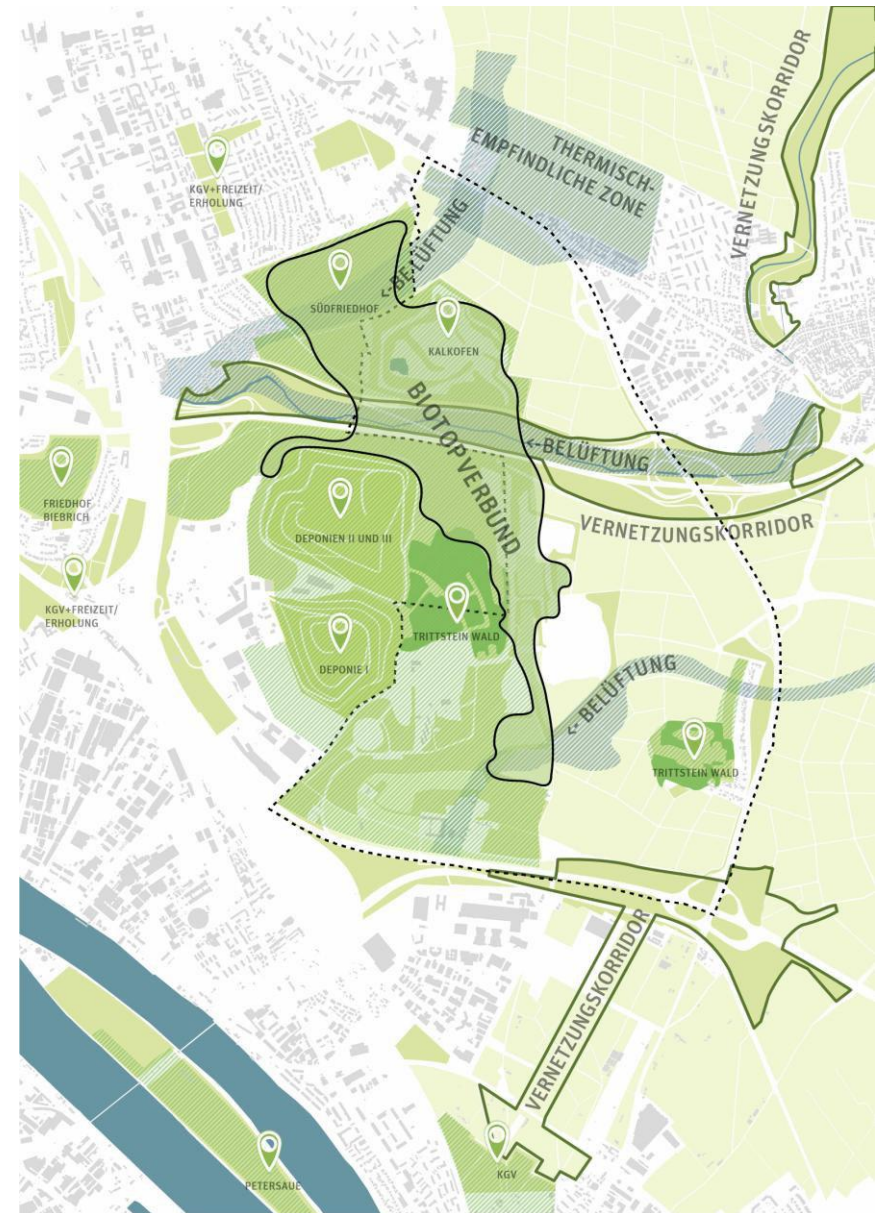 VERNETZUNGSKORRIDOR
THERMISCH-
EMPFINDLICHE ZONE
KGV+FREIZEIT/
ERHOLUNG
<-BELÜFTUNG
SÜDFRIEDHOF
KALKOFEN
BIOTOPVERBUND
<-BELÜFTUNG
FRIEDHOF
BIEBRICH
VERNETZUNGSKORRIDOR
DEPONIEN II UND III
KGV+FREIZEIT/
ERHOLUNG
TRITTSTEIN WALD
DEPONIE I
<- BELÜFTUNG
TRITTSTEIN WALD
VERNETZUNGSKORRIDOR
KGV
PETERSAUE